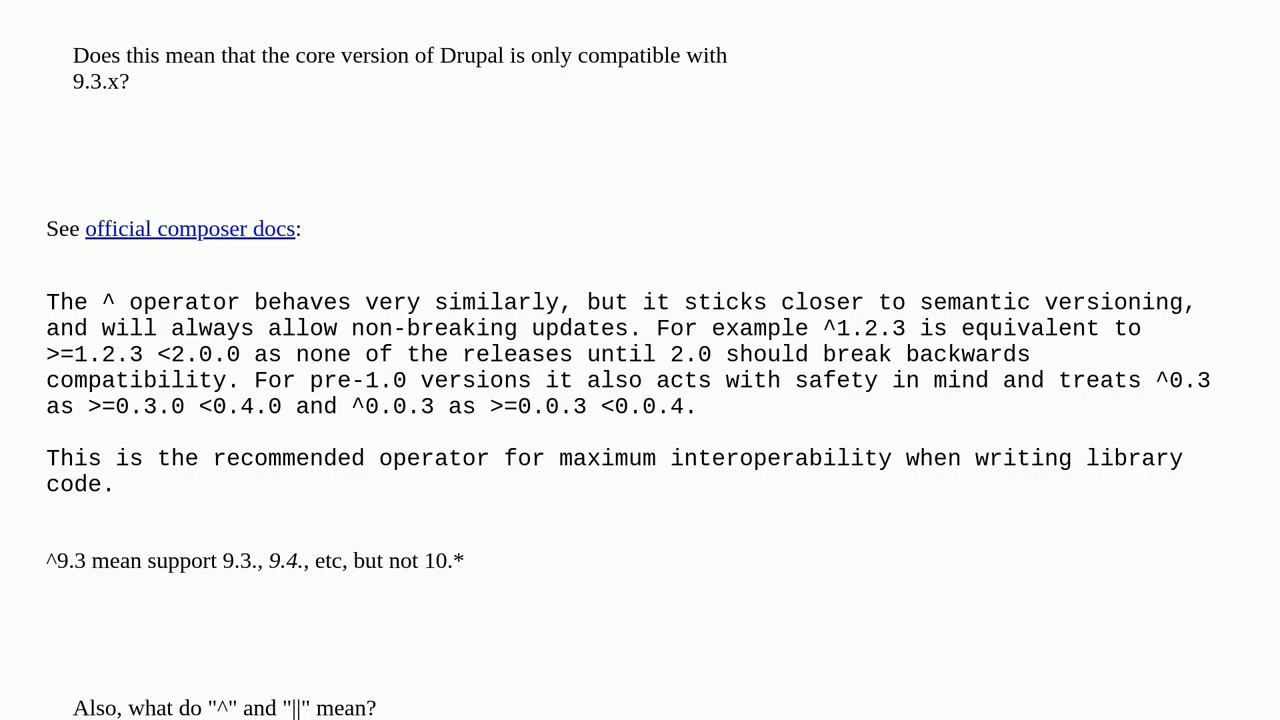 Does this mean that the core version of Drupal is only compatible with
9.3.x?
See official composer docs:
The ^ operator behaves very similarly, but it sticks closer to semantic versioning,
and will always allow non-breaking updates. For example ^1.2.3 is equivalent to
>=1.2.3 <2.0.0 as none of the releases until 2.0 should break backwards
compatibility. For pre-1.0 versions it also acts with safety in mind and treats ^0.3
as >=0.3.0 <0.4.0 and ^0.0.3 as >=0.0.3 <0.0.4.
This is the recommended operator for maximum interoperability when writing library
code.
^9.3 mean support 9.3., 9.4., etc, but not 10.*
Also, what do "^" and "||" mean?